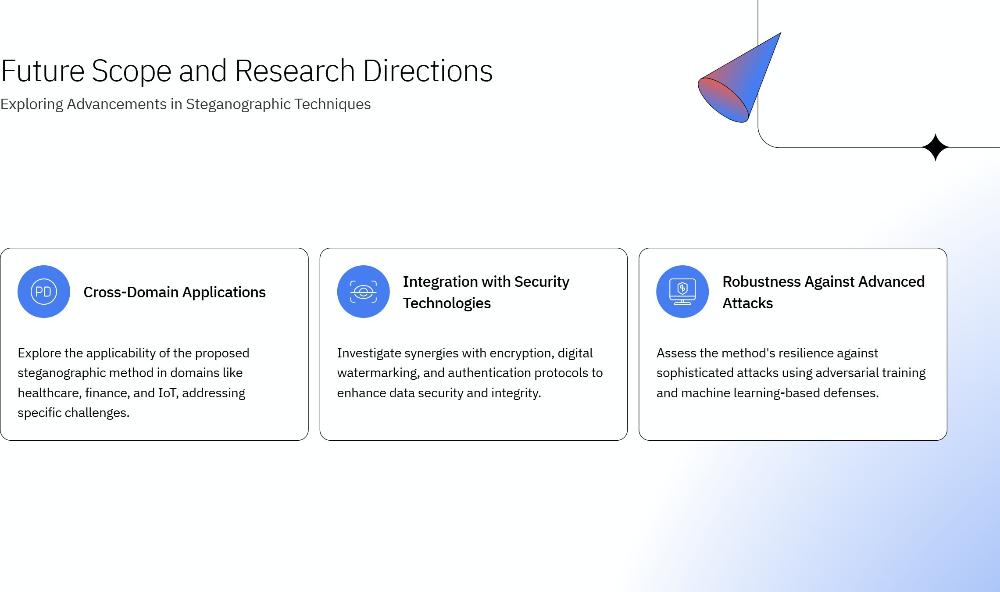 Future Scope and Research Directions
Exploring Advancements in Steganographic Techniques
PD
Cross-Domain Applications
Explore the applicability of the proposed
steganographic method in domains like
healthcare, finance, and IoT, addressing
specific challenges.
Integration with Security
Technologies
Investigate synergies with encryption, digital
watermarking, and authentication protocols to
enhance data security and integrity.
Robustness Against Advanced
Attacks
Assess the method's resilience against
sophisticated attacks using adversarial training
and machine learning-based defenses.